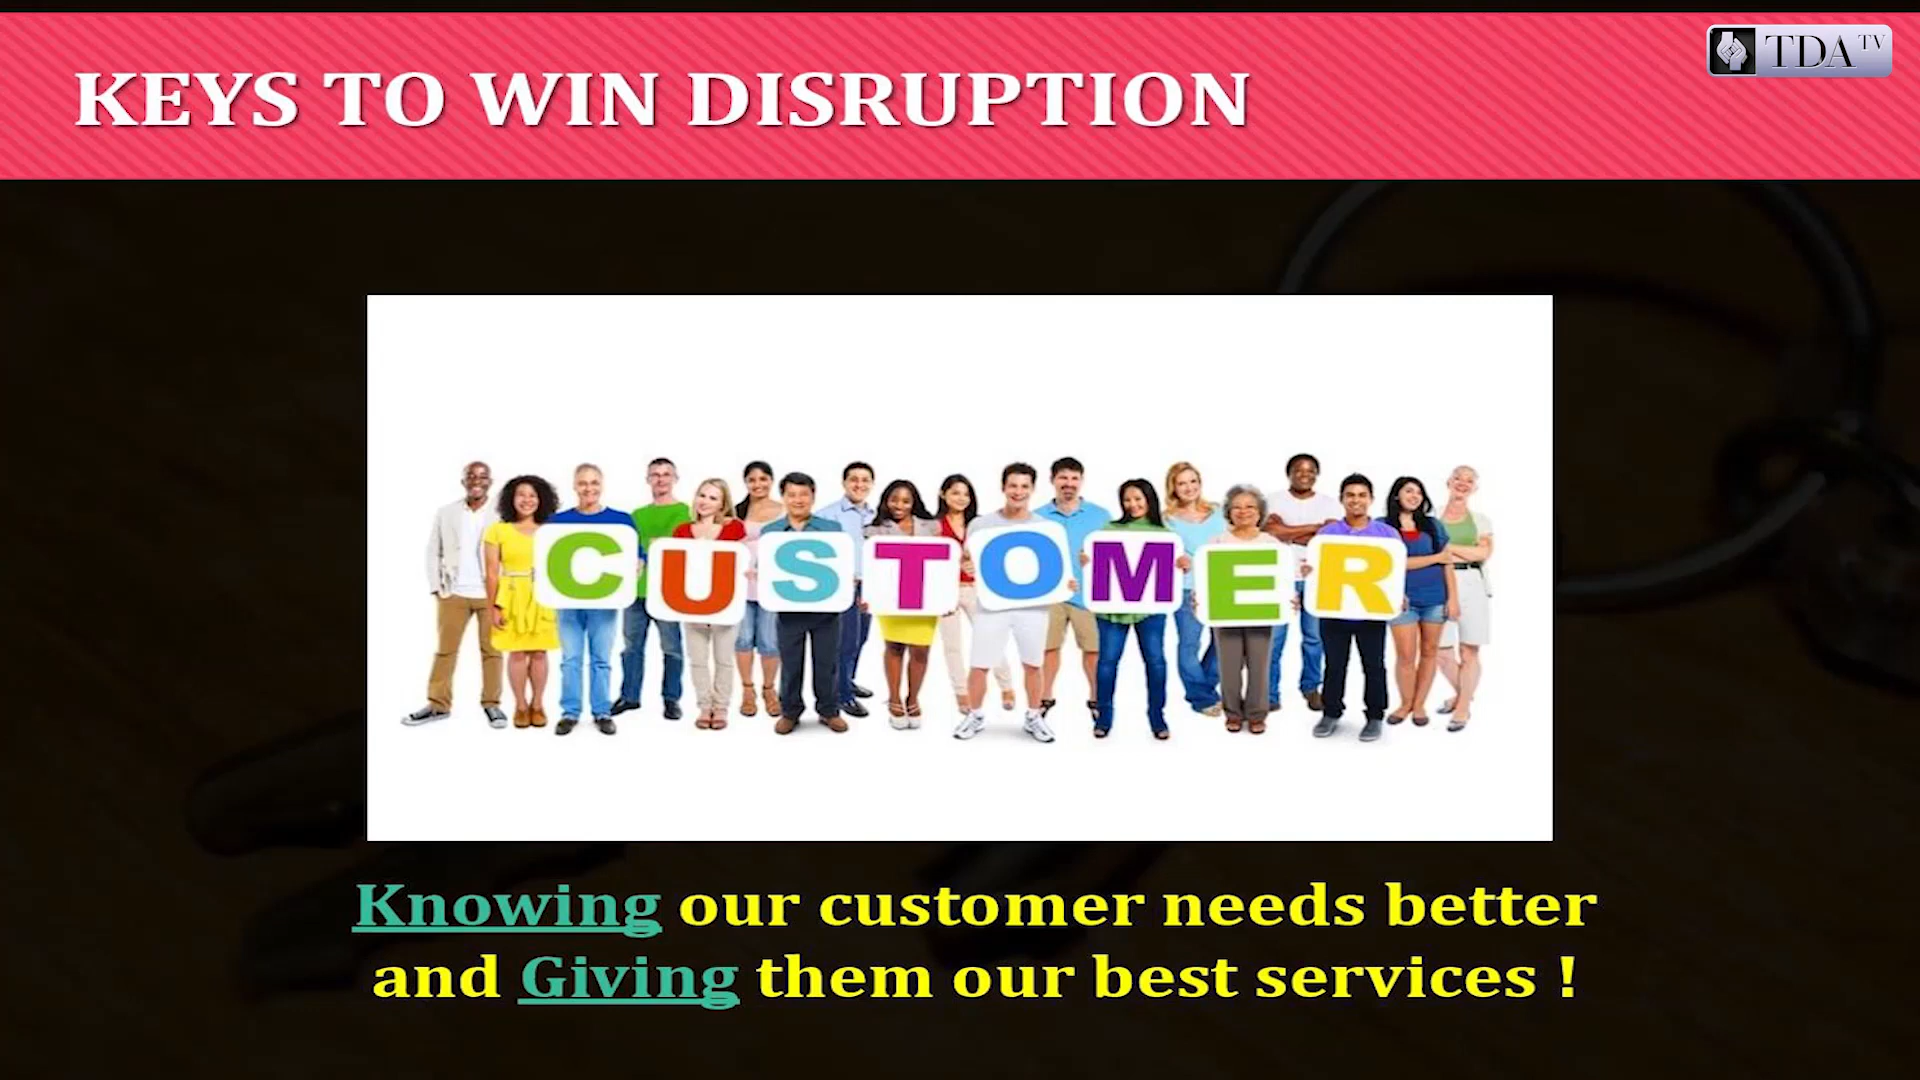 KEYS TO WIN DISRUPTION
TDA TV
CUSTOMER
Knowing our customer needs better
and Giving them our best services !